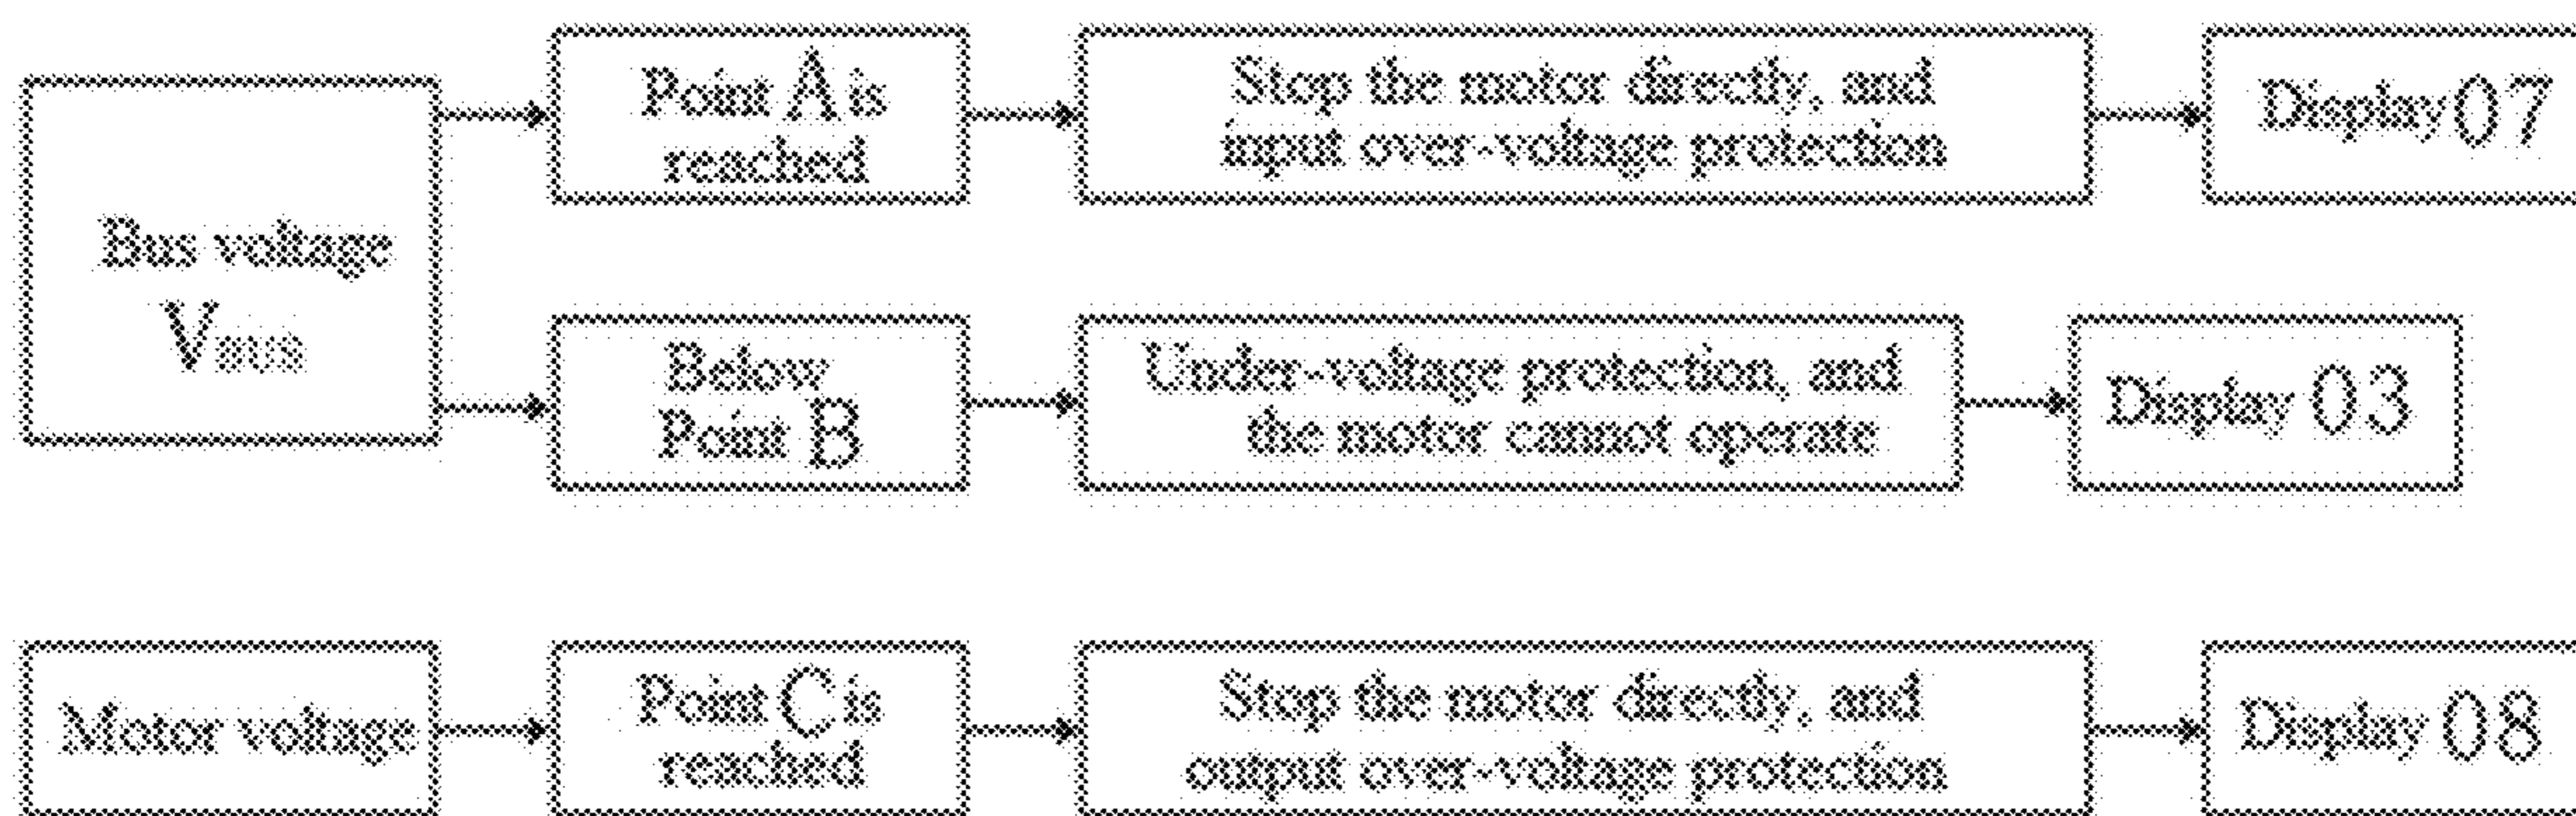 Bus voltage
VBUS
Point A is
reached
Stop the motor directly, and
input over-voltage protection
Display 07
Below
Point B
Under-voltage protection, and
the motor cannot operate
Display 03
Motor voltage
Point C is
reached
Stop the motor directly, and
output over-voltage protection
Display 08